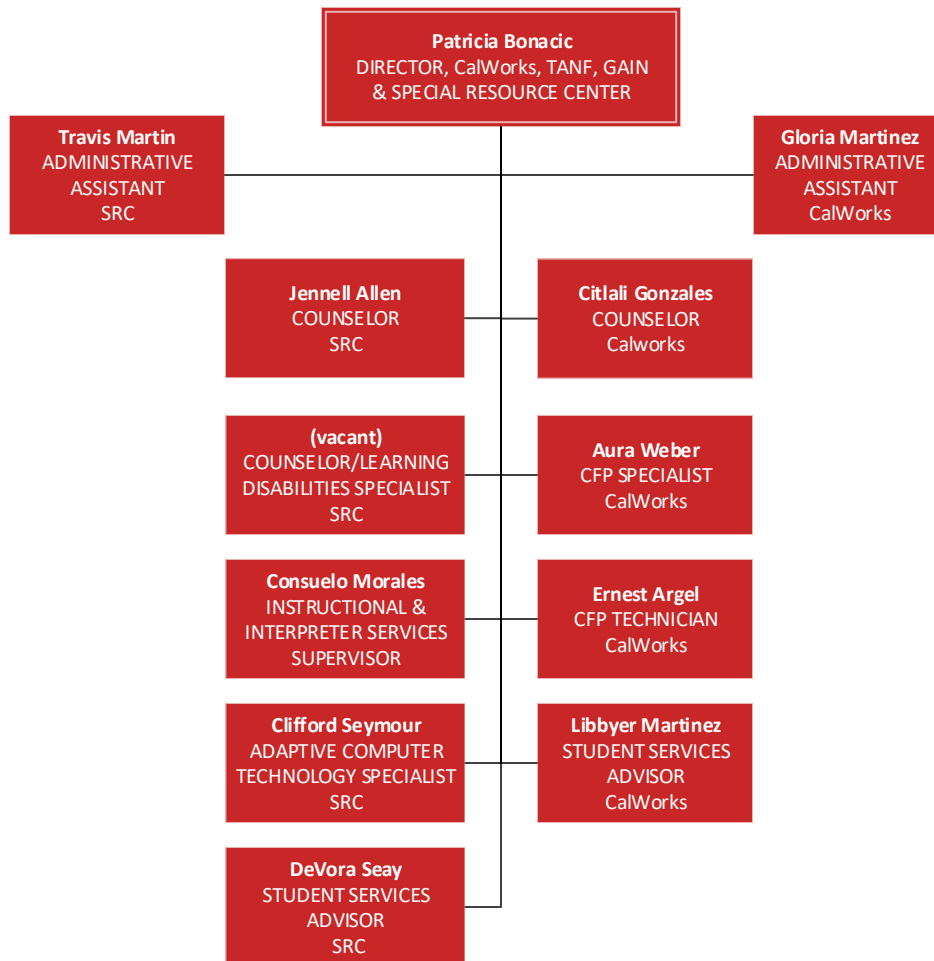 Patricia Bonacic
DIRECTOR, CalWorks, TANF, GAIN
& SPECIAL RESOURCE CENTER
Travis Martin
ADMINISTRATIVE
ASSISTANT
SRC
Gloria Martinez
ADMINISTRATIVE
ASSISTANT
CalWorks
Jennell Allen
COUNSELOR
SRC
Citlali Gonzales
COUNSELOR
Calworks
(vacant)
COUNSELOR/LEARNING
DISABILITIES SPECIALIST
SRC
Aura Weber
CFP SPECIALIST
CalWorks
Consuelo Morales
INSTRUCTIONAL &
INTERPRETER SERVICES
SUPERVISOR
Ernest Argel
CFP TECHNICIAN
CalWorks
Clifford Seymour
ADAPTIVE COMPUTER
TECHNOLOGY SPECIALIST
SRC
Libbyer Martinez
STUDENT SERVICES
ADVISOR
CalWorks
DeVora Seay
STUDENT SERVICES
ADVISOR
SRC